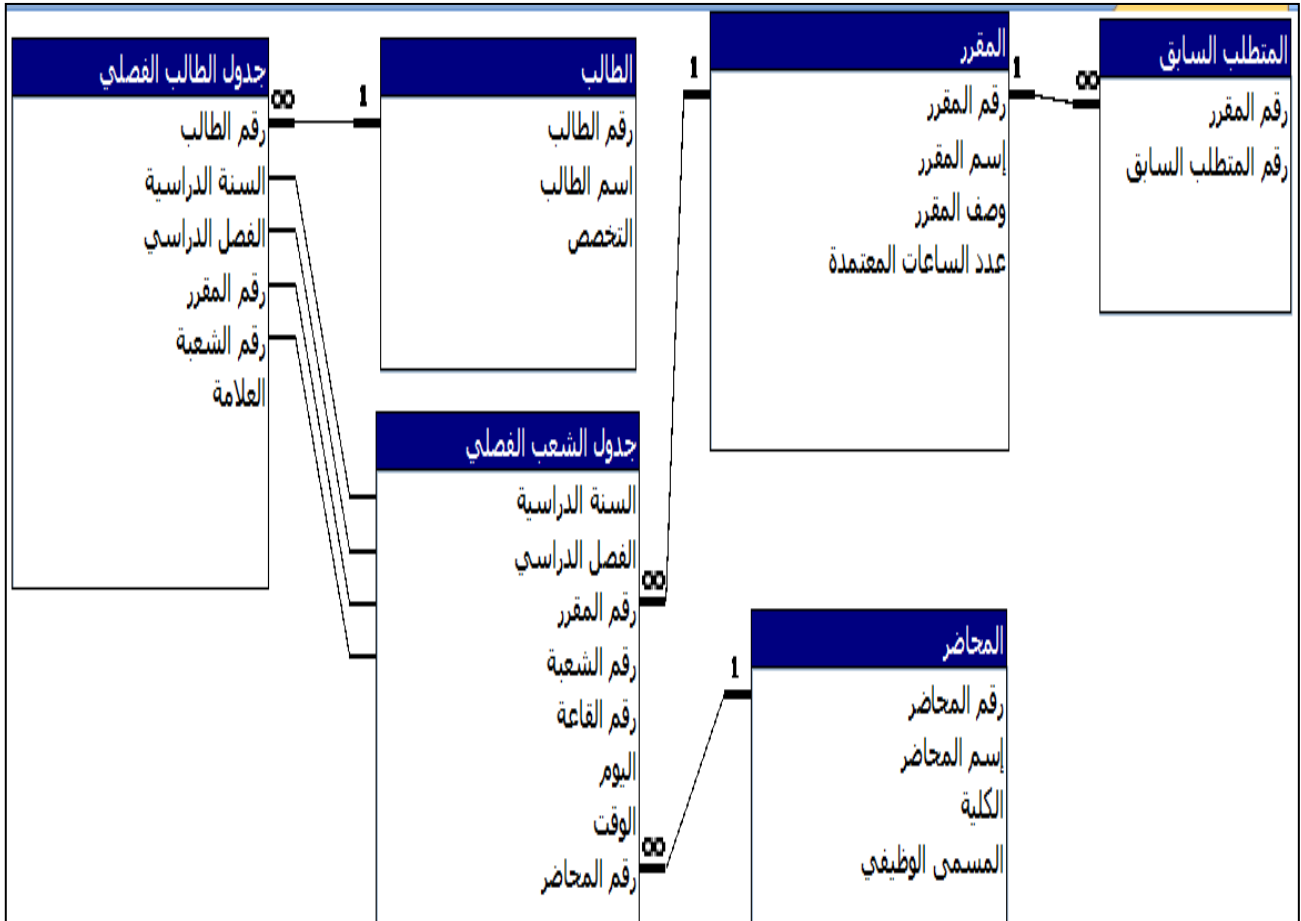 المتطلب السابق
رقم المقرر
رقم المتطلب السابق
∞
1
المقرر
رقم المقرر
إسم المقرر
وصف المقرر
عدد الساعات المعتمدة
1
الطالب
رقم الطالب
اسم الطالب
التخصص
1
∞
جدول الطالب الفصلي
رقم الطالب
السنة الدراسية
الفصل الدراسي
رقم المقرر
رقم الشعبة
العلامة
جدول الشعب الفصلي
السنة الدراسية
الفصل الدراسي
رقم المقرر
رقم الشعبة
رقم القاعة
اليوم
الوقت
رقم المحاضر
∞
∞
1
المحاضر
رقم المحاضر
إسم المحاضر
الكلية
المسمى الوظيفي